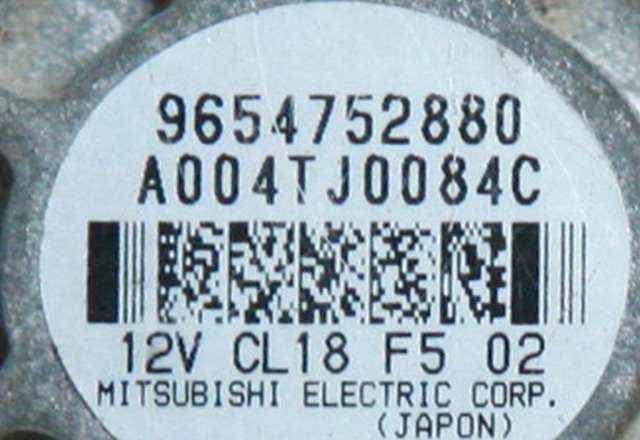 9654752880
A004TJ0084C
12V CL18 F5 02
MITSUBISHI ELECTRIC CORP.
(JAPON)